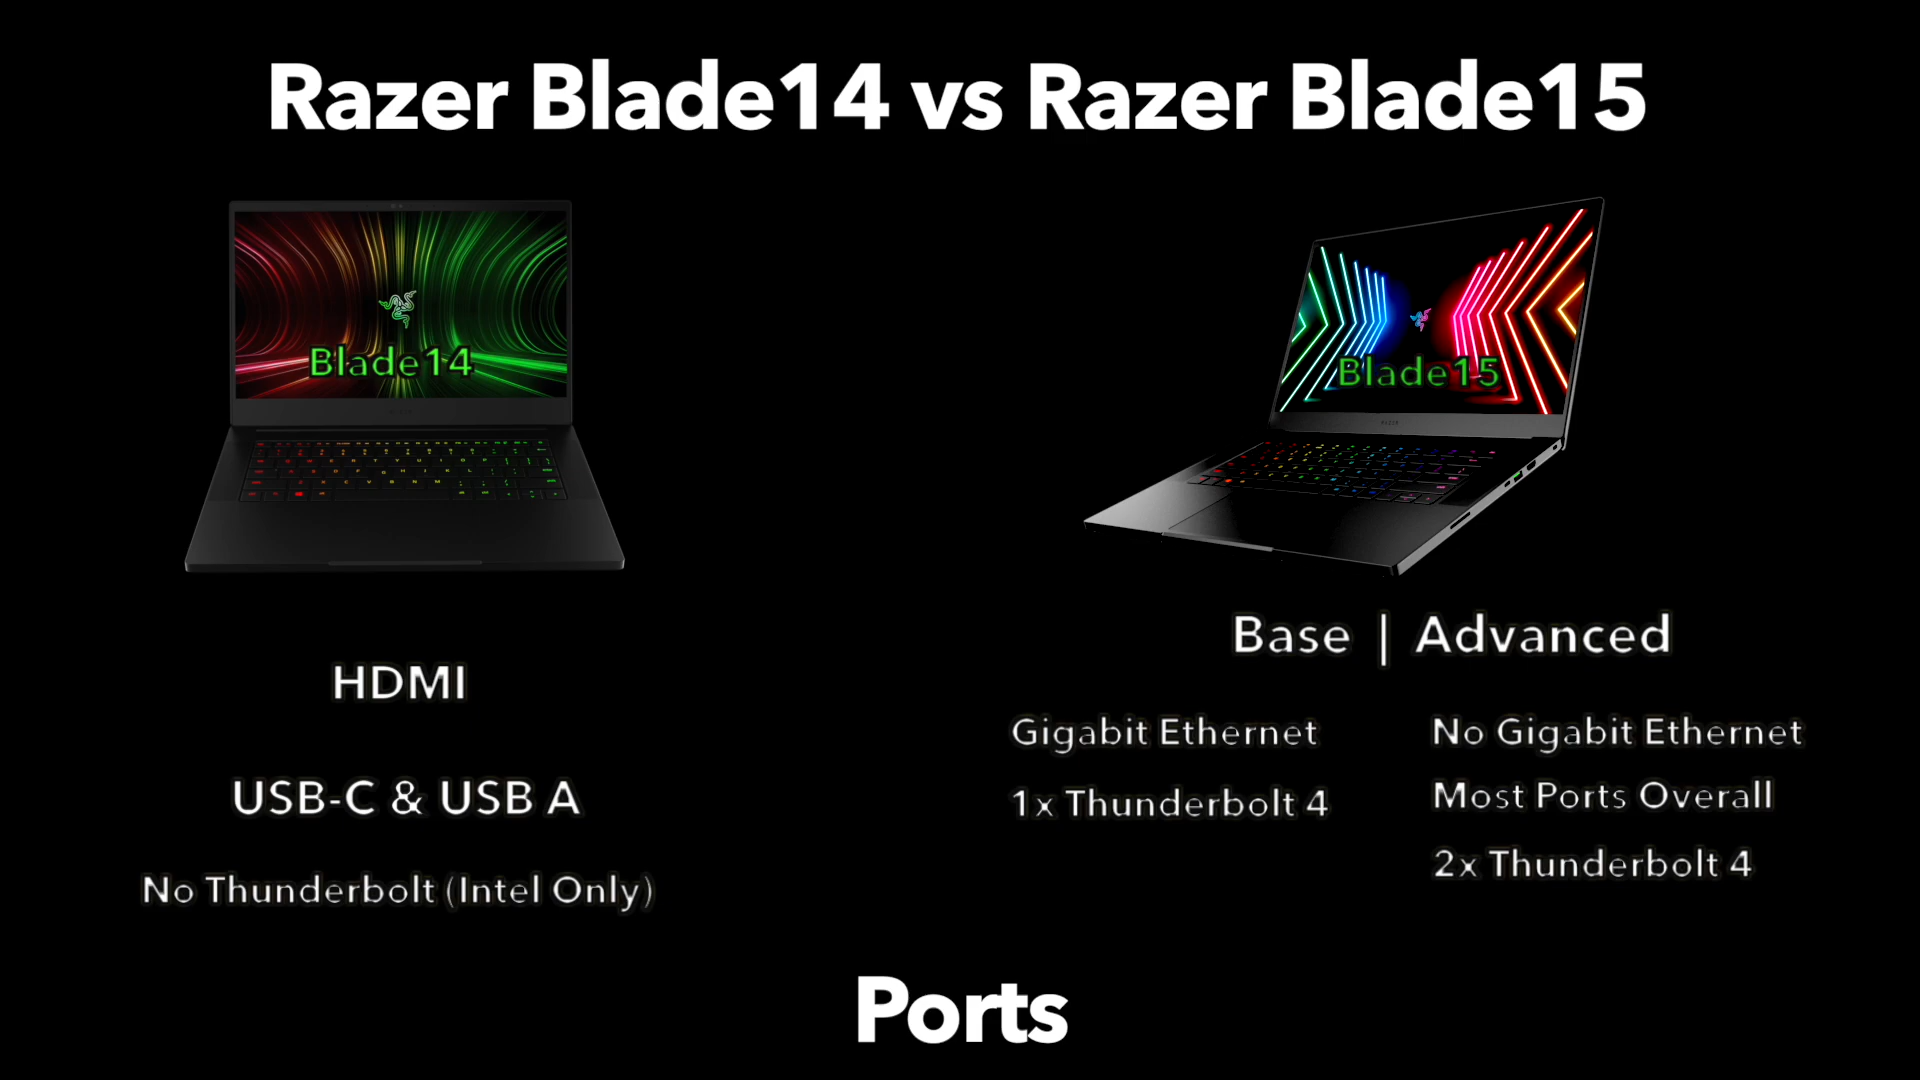 Razer Blade14 vs Razer Blade15
Blade14
Blade15
HDMI
USB-C & USB A
No Thunderbolt (Intel Only)
Base | Advanced
Gigabit Ethernet
1x Thunderbolt 4
No Gigabit Ethernet
Most Ports Overall
2x Thunderbolt 4
Ports